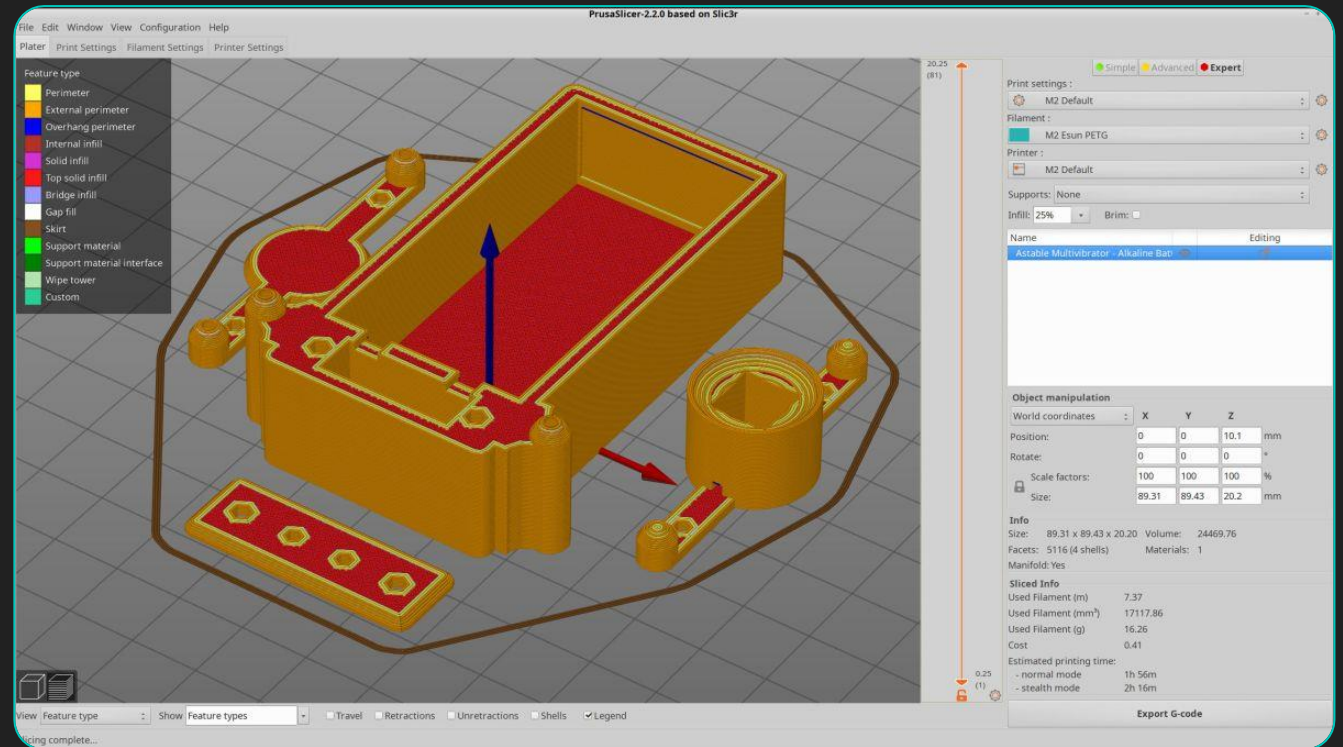 PrusaSlicer-2.2.0 based on Slic3r
File Edit Window View Configuration Help
Plater Print Settings Filament Settings Printer Settings
Feature type
Perimeter
External perimeter
Overhang perimeter
Internal infill
Solid infill
Top solid infill
Bridge infill
Gap fill
Skirt
Support material
Support material interface
Wipe tower
Custom
20.25
(81)
0.25
(1)
Simple Advanced Expert
Print settings :
M2 Default
Filament :
M2 Esun PETG
Printer :
M2 Default
Supports: None
Infill: 25% Brim:
Name Editing
Astable Multivibrator - Alkaline Bat
Object manipulation
World coordinates X Y Z
Position: 0 0 10.1 mm
Rotate: 0 0 0 °
Scale factors: 100 100 100 %
Size: 89.31 89.43 20.2 mm
Info
Size: 89.31 x 89.43 x 20.20 Volume: 24469.76
Facets: 5116 (4 shells) Materials: 1
Manifold: Yes
Sliced Info
Used Filament (m) 7.37
Used Filament (mm³) 17117.86
Used Filament (g) 16.26
Cost 0.41
Estimated printing time:
- normal mode 1h 56m
- stealth mode 2h 16m
Export G-code
View Feature type Show Feature types Travel Retractions Unretractions Shells Legend
licing complete...